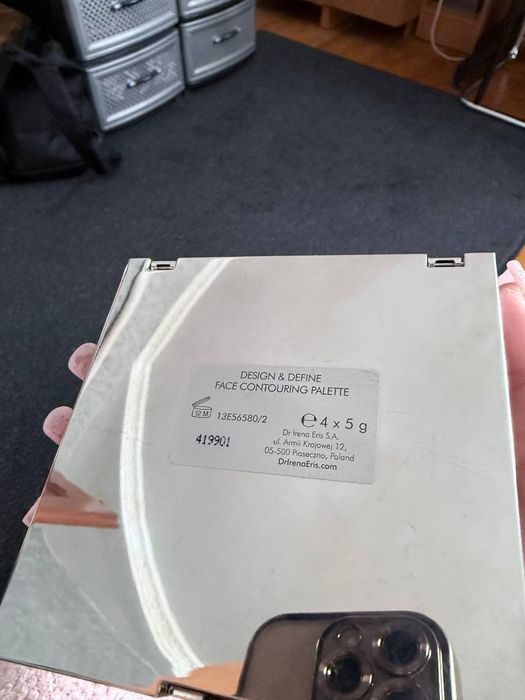 DESIGN & DEFINE
FACE CONTOURING PALETTE
12 M 13E56580/2
℮ 4 x 5 g
419901
Dr Irena Eris S.A.
ul. Armii Krajowej 12,
05-500 Piaseczno, Poland
DrIrenaEris.com